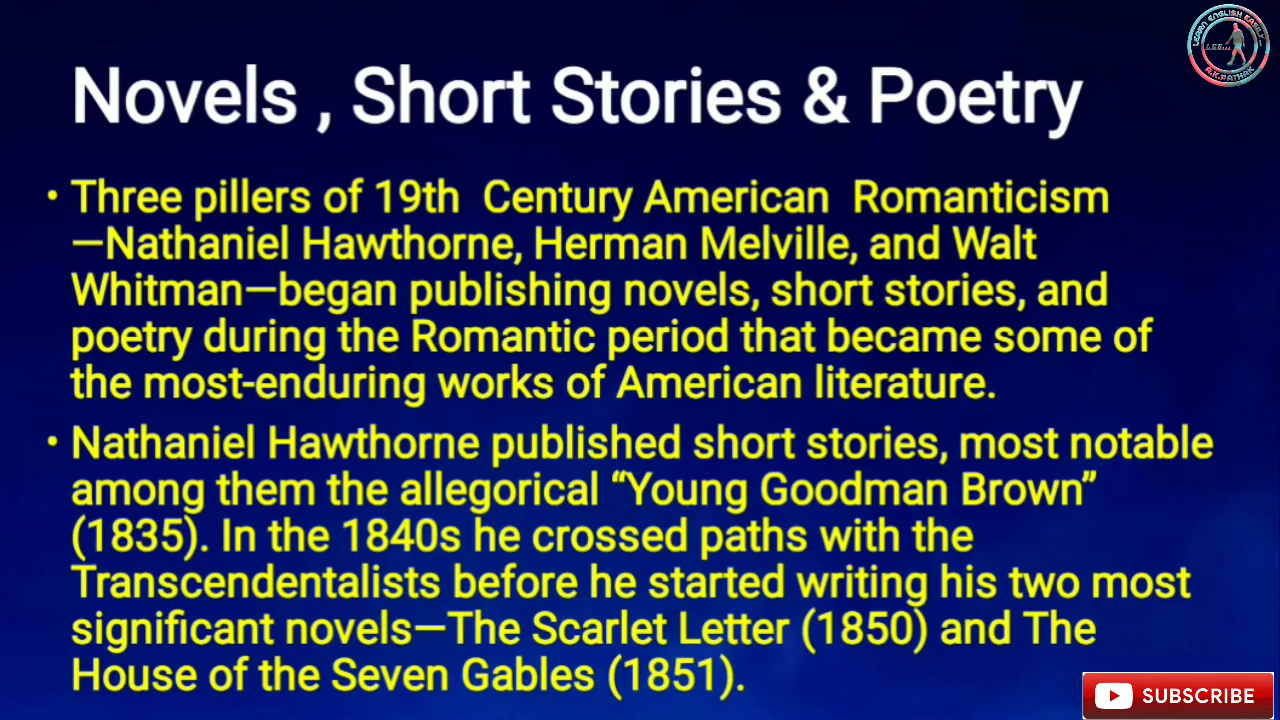 Novels , Short Stories & Poetry
• Three pillers of 19th Century American Romanticism
—Nathaniel Hawthorne, Herman Melville, and Walt
Whitman—began publishing novels, short stories, and
poetry during the Romantic period that became some of
the most-enduring works of American literature.
• Nathaniel Hawthorne published short stories, most notable
among them the allegorical “Young Goodman Brown”
(1835). In the 1840s he crossed paths with the
Transcendentalists before he started writing his two most
significant novels—The Scarlet Letter (1850) and The
House of the Seven Gables (1851).
LEARN ENGLISH EASILY
A.K.PATHAK
SUBSCRIBE